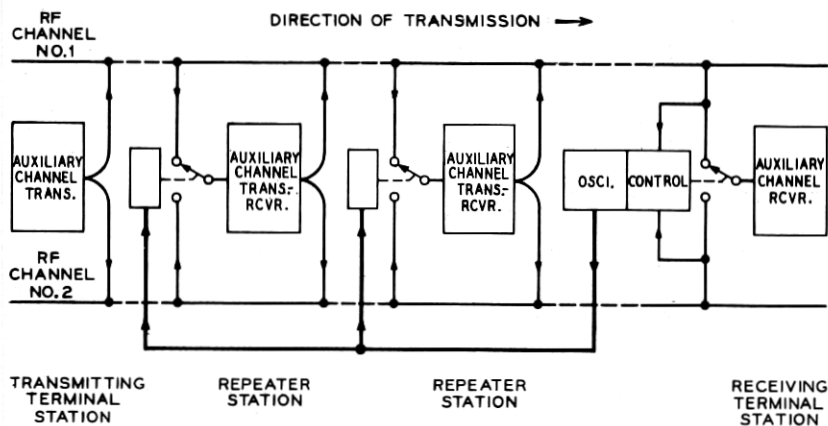 RF
CHANNEL
NO.1
DIRECTION OF TRANSMISSION
AUXILIARY
CHANNEL
TRANS.
AUXILIARY
CHANNEL
TRANS.-
RCVR.
AUXILIARY
CHANNEL
TRANS.-
RCVR.
OSCI.
CONTROL
AUXILIARY
CHANNEL
RCVR.
RF
CHANNEL
NO.2
TRANSMITTING
TERMINAL
STATION
REPEATER
STATION
REPEATER
STATION
RECEIVING
TERMINAL
STATION